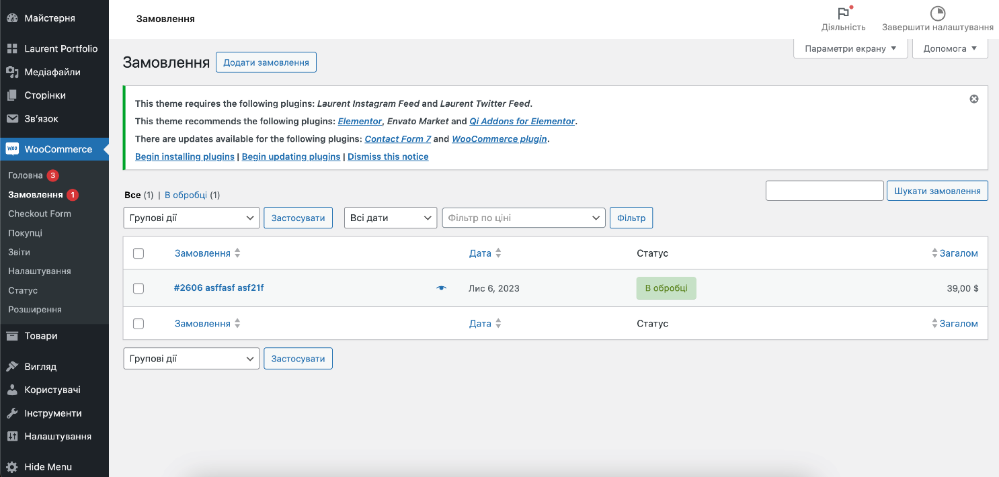 Майстерня
Laurent Portfolio
Медіафайли
Сторінки
Зв’язок
WOO WooCommerce
Головна 3
Замовлення 1
Checkout Form
Покупці
Звіти
Налаштування
Статус
Розширення
Товари
Вигляд
Користувачі
Інструменти
Налаштування
Hide Menu
Замовлення
Діяльність
Завершити налаштування
Параметри екрану
Допомога
Замовлення Додати замовлення
This theme requires the following plugins: Laurent Instagram Feed and Laurent Twitter Feed.
This theme recommends the following plugins: Elementor, Envato Market and Qi Addons for Elementor.
There are updates available for the following plugins: Contact Form 7 and WooCommerce plugin.
Begin installing plugins | Begin updating plugins | Dismiss this notice
Все (1) | В обробці (1)
Шукати замовлення
Групові дії Застосувати Всі дати Фільтр по ціні Фільтр
Замовлення Дата Статус Загалом
#2606 asffasf asf21f Лис 6, 2023 В обробці 39,00 $
Замовлення Дата Статус Загалом
Групові дії Застосувати